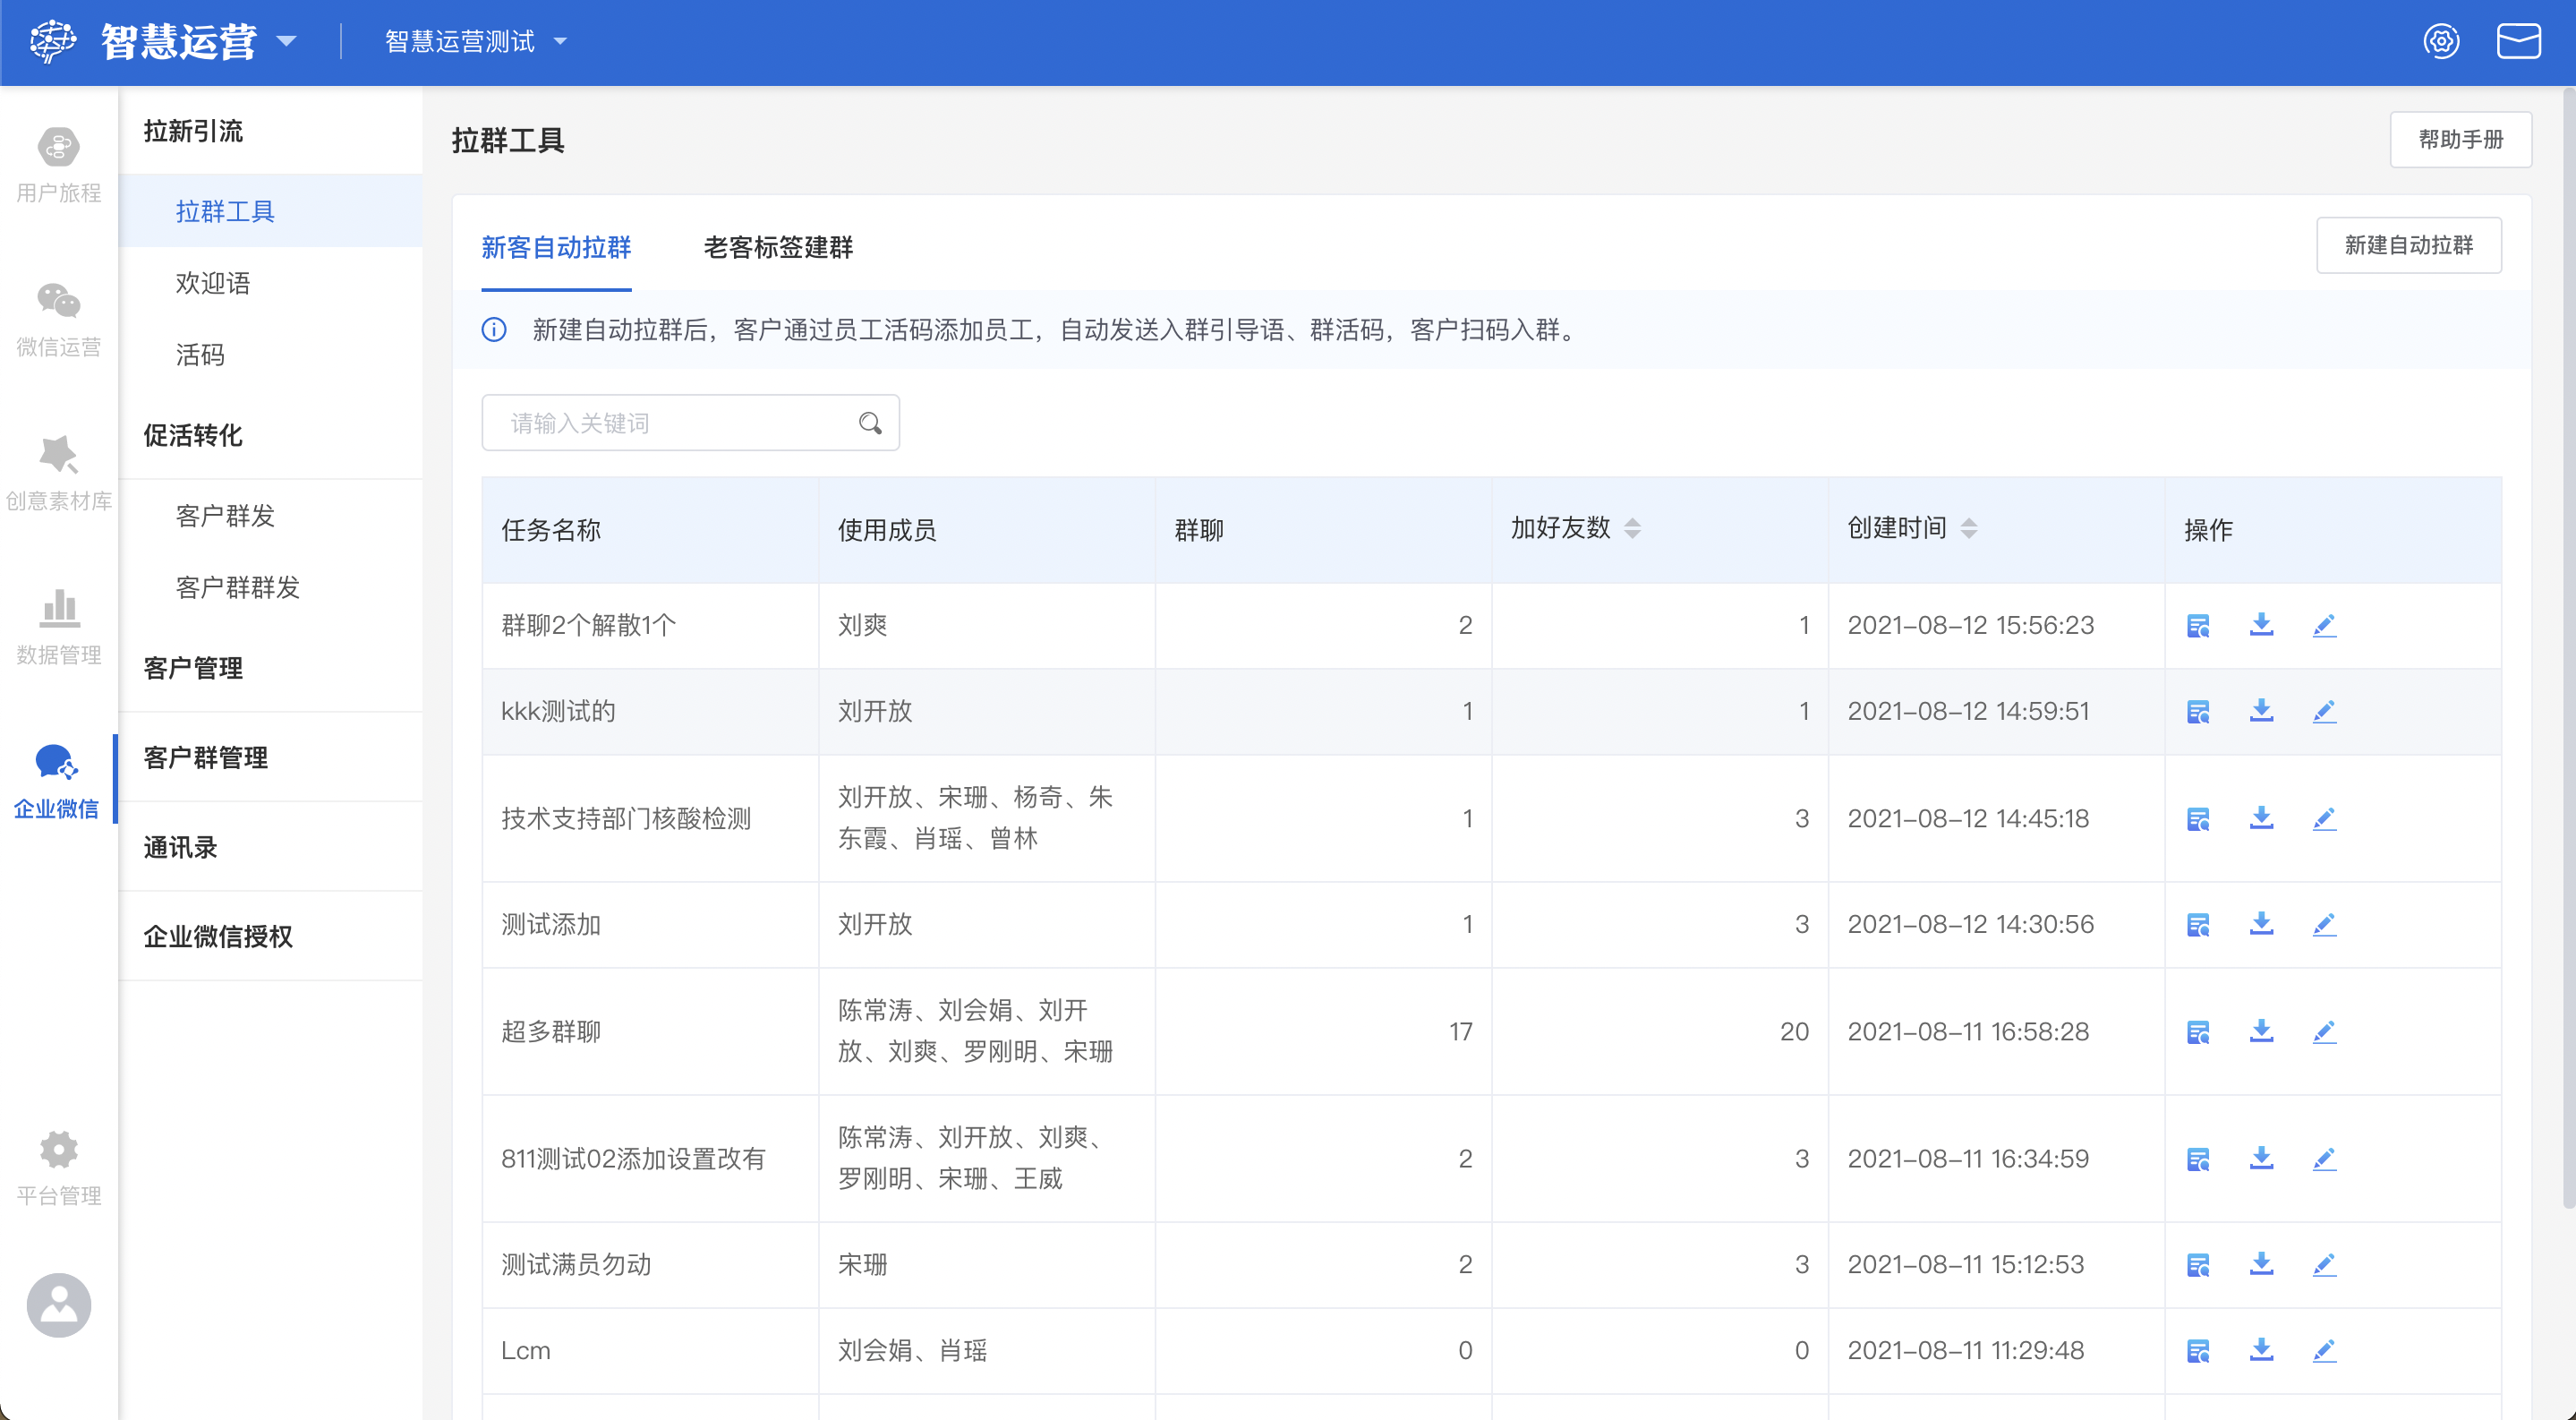 智慧运营
智慧运营测试
用户旅程
微信运营
创意素材库
数据管理
企业微信
平台管理
拉新引流
拉群工具
欢迎语
活码
促活转化
客户群发
客户群群发
客户管理
客户群管理
通讯录
企业微信授权
拉群工具
帮助手册
新客自动拉群 老客标签建群
新建自动拉群
新建自动拉群后，客户通过员工活码添加员工，自动发送入群引导语、群活码，客户扫码入群。
请输入关键词
任务名称 使用成员 群聊 加好友数 创建时间 操作
群聊2个解散1个 刘爽 2 1 2021-08-12 15:56:23
kkk测试的 刘开放 1 1 2021-08-12 14:59:51
技术支持部门核酸检测 刘开放、宋珊、杨奇、朱
东霞、肖瑶、曾林 1 3 2021-08-12 14:45:18
测试添加 刘开放 1 3 2021-08-12 14:30:56
超多群聊 陈常涛、刘会娟、刘开
放、刘爽、罗刚明、宋珊 17 20 2021-08-11 16:58:28
811测试02添加设置改有 陈常涛、刘开放、刘爽、
罗刚明、宋珊、王威 2 3 2021-08-11 16:34:59
测试满员勿动 宋珊 2 3 2021-08-11 15:12:53
Lcm 刘会娟、肖瑶 0 0 2021-08-11 11:29:48